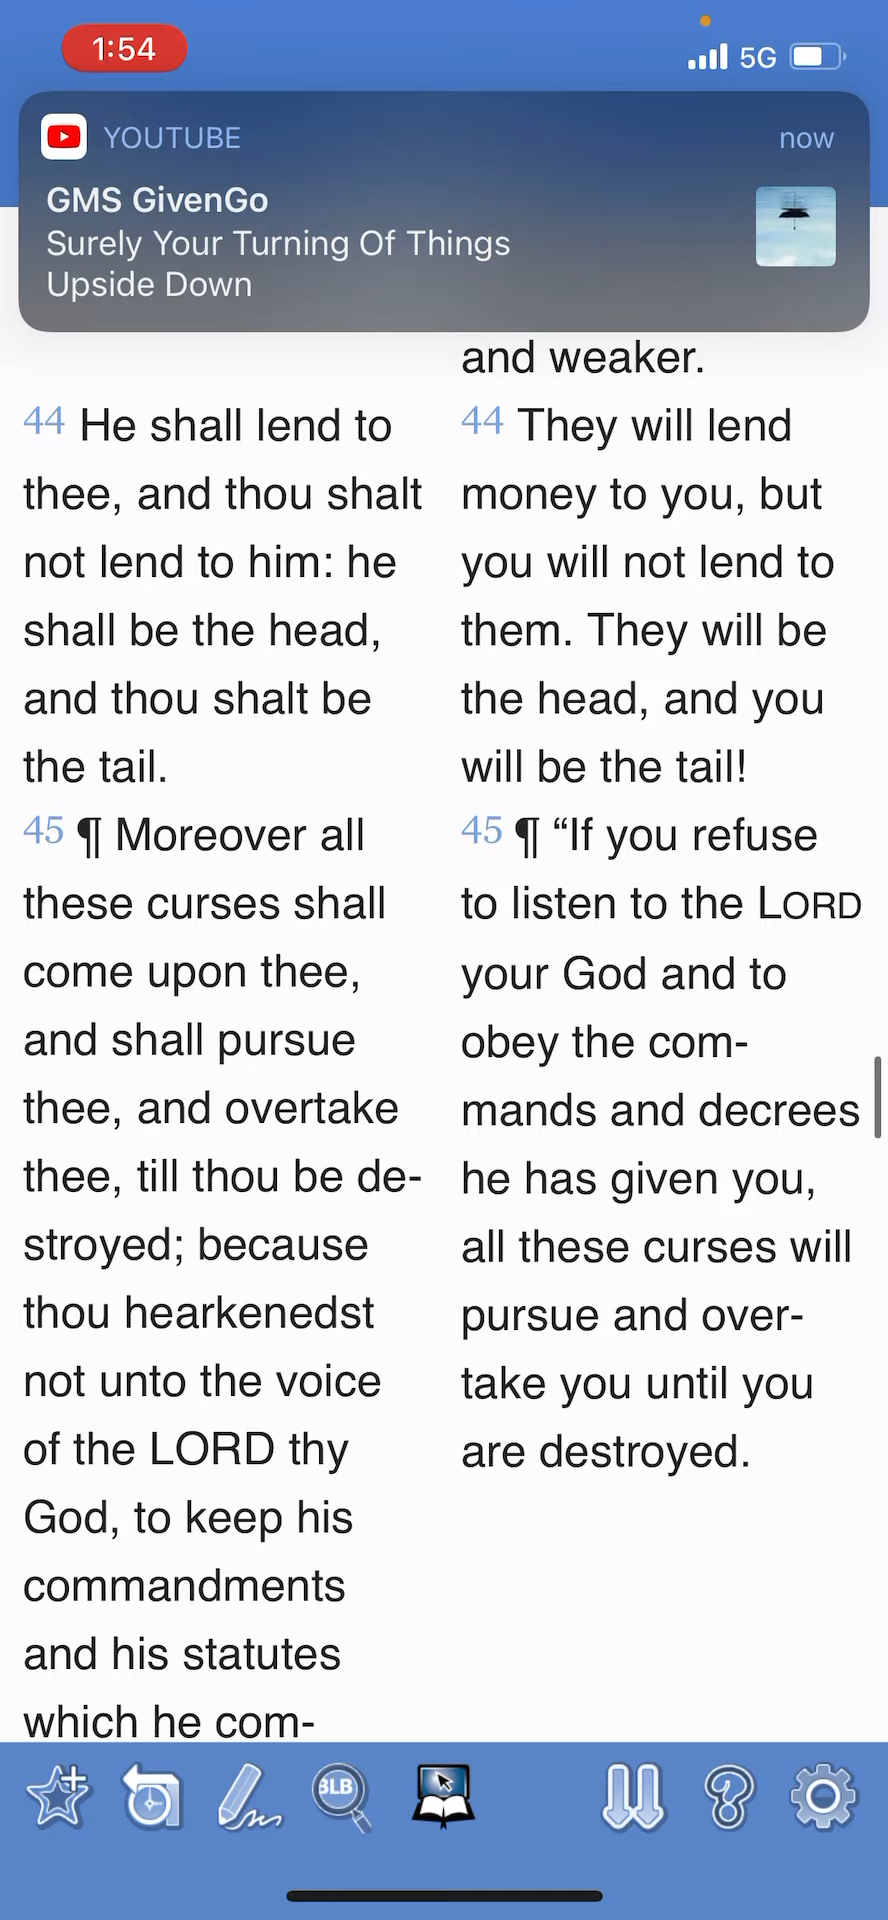 1:54
5G
YOUTUBE
now
GMS GivenGo
Surely Your Turning Of Things
Upside Down
44 He shall lend to
thee, and thou shalt
not lend to him: he
shall be the head,
and thou shalt be
the tail.
45 ¶ Moreover all
these curses shall
come upon thee,
and shall pursue
thee, and overtake
thee, till thou be de-
stroyed; because
thou hearkenedst
not unto the voice
of the LORD thy
God, to keep his
commandments
and his statutes
which he com-
and weaker.
44 They will lend
money to you, but
you will not lend to
them. They will be
the head, and you
will be the tail!
45 ¶ “If you refuse
to listen to the LORD
your God and to
obey the com-
mands and decrees
he has given you,
all these curses will
pursue and over-
take you until you
are destroyed.
BLB